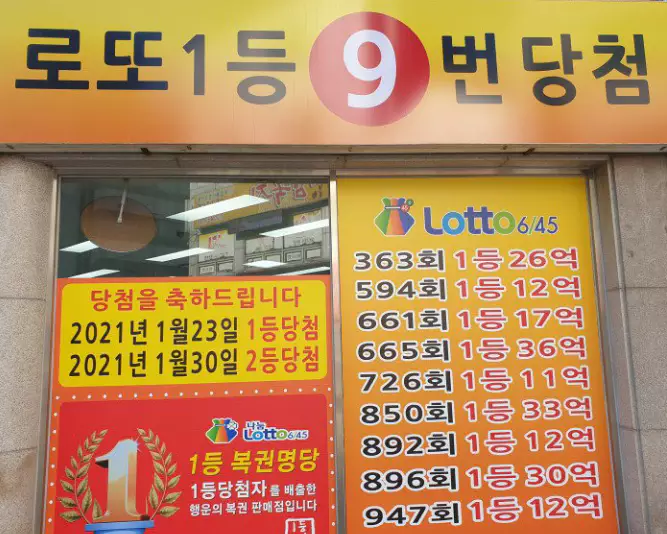 로또1등 9 번당첨
당첨을 축하드립니다
2021년 1월23일 1등당첨
2021년 1월30일 2등당첨
나눔
Lotto 6/45
1등 복권명당
1등당첨자를 배출한
행운의 복권 판매점입니다
1
1등
45
Lotto 6/45
363회 1등 26억
594회 1등 12억
661회 1등 17억
665회 1등 36억
726회 1등 11억
850회 1등 33억
892회 1등 12억
896회 1등 30억
947회 1등 12억